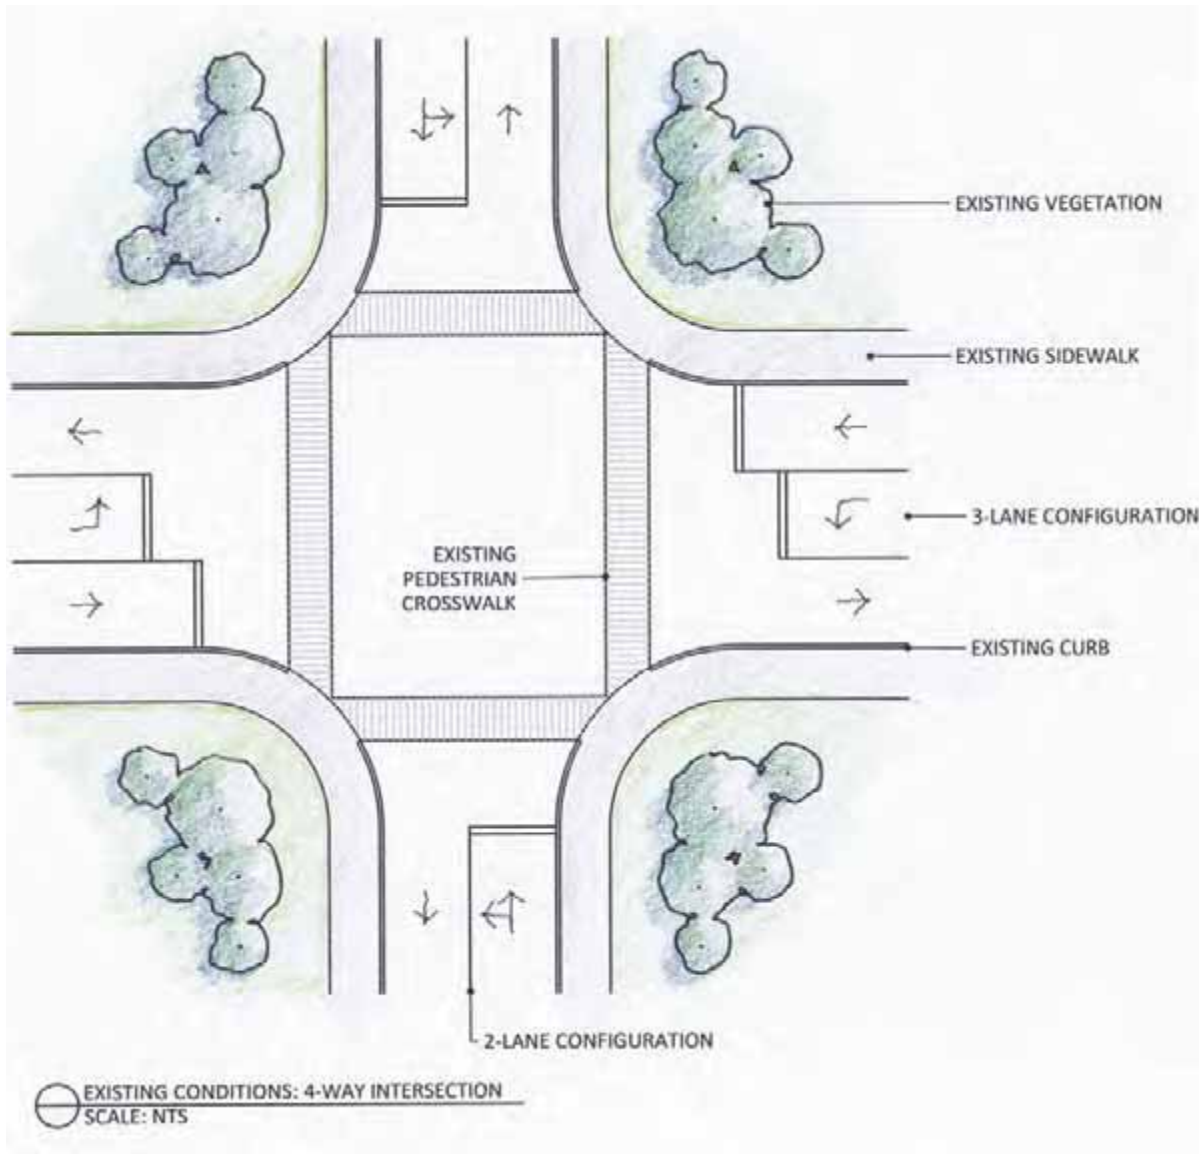 EXISTING VEGETATION
EXISTING SIDEWALK
3-LANE CONFIGURATION
EXISTING
PEDESTRIAN
CROSSWALK
EXISTING CURB
2-LANE CONFIGURATION
EXISTING CONDITIONS: 4-WAY INTERSECTION
SCALE: NTS